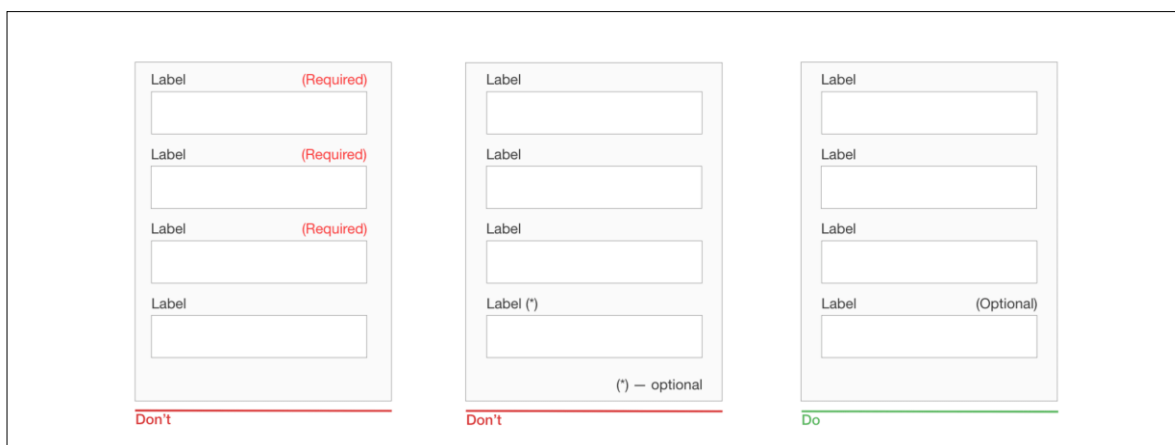 Label (Required)
Label (Required)
Label (Required)
Label
Don't
Label
Label
Label
Label (*)
(*) — optional
Don't
Label
Label
Label
Label (Optional)
Do